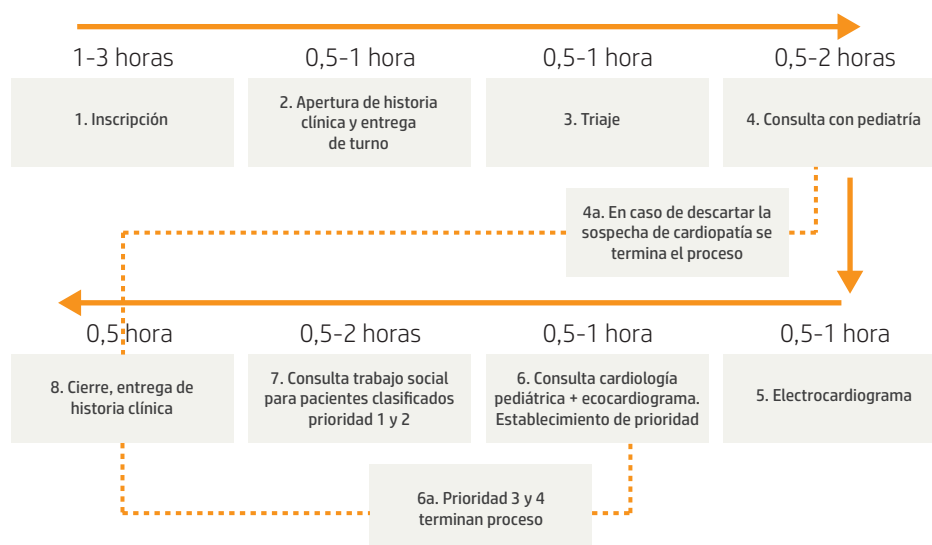 1-3 horas
0,5-1 hora
0,5-1 hora
0,5-2 horas
1. Inscripción
2. Apertura de historia
clínica y entrega
de turno
3. Triaje
4. Consulta con pediatría
4a. En caso de descartar la
sospecha de cardiopatía se
termina el proceso
0,5 hora
0,5-2 horas
0,5-1 hora
0,5-1 hora
8. Cierre, entrega de
historia clínica
7. Consulta trabajo social
para pacientes clasificados
prioridad 1 y 2
6. Consulta cardiología
pediátrica + ecocardiograma.
Establecimiento de prioridad
5. Electrocardiograma
6a. Prioridad 3 y 4
terminan proceso